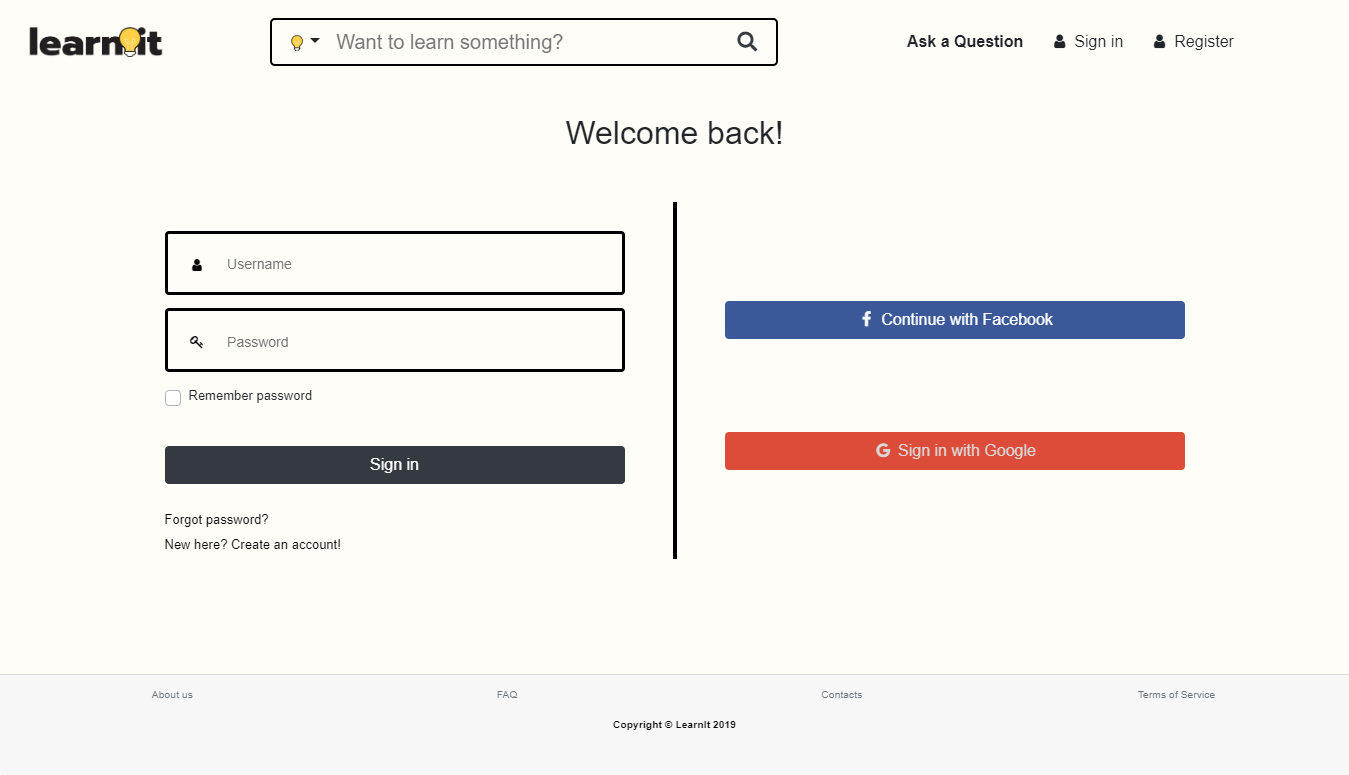 learnit
Want to learn something?
Ask a Question
Sign in
Register
Welcome back!
Username
Password
Remember password
Sign in
Forgot password?
New here? Create an account!
Continue with Facebook
Sign in with Google
About us
FAQ
Contacts
Terms of Service
Copyright © LearnIt 2019